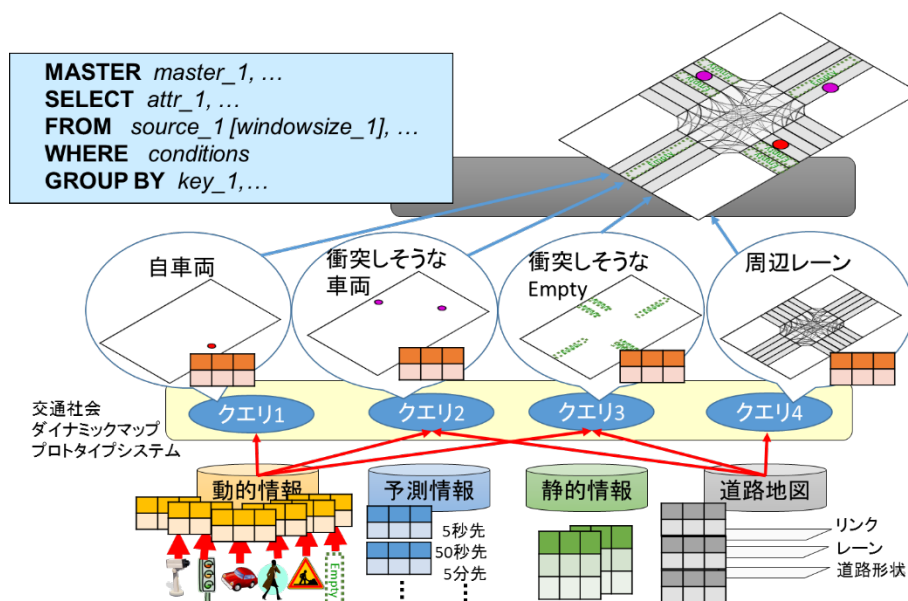 MASTER master_1, …
SELECT attr_1, …
FROM source_1 [windowsize_1], …
WHERE conditions
GROUP BY key_1,…
自車両
衝突しそうな
車両
衝突しそうな
Empty
周辺レーン
交通社会
ダイナミックマップ
プロトタイプシステム
クエリ1
クエリ2
クエリ3
クエリ4
動的情報
予測情報
静的情報
道路地図
5秒先
50秒先
5分先
リンク
レーン
道路形状
Empty